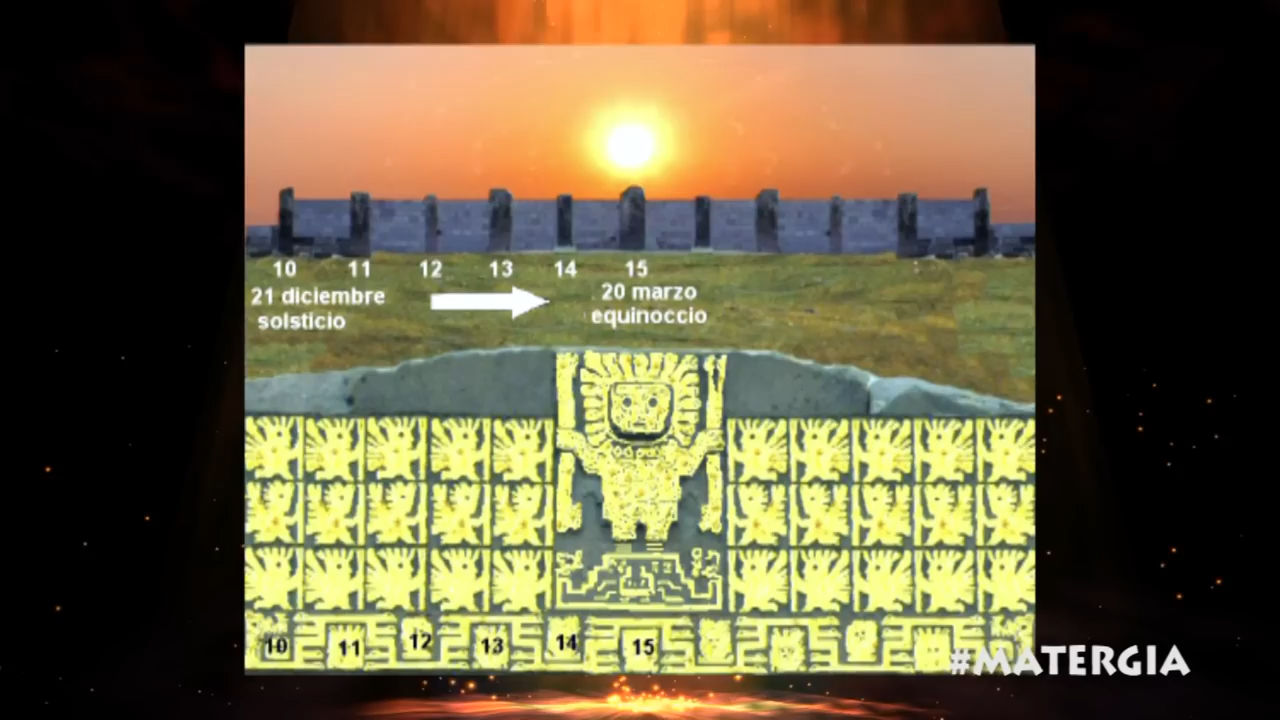 10 11 12 13 14 15
21 diciembre
solsticio
20 marzo
equinoccio
10 11 12 13 14 15
#MATERGIA